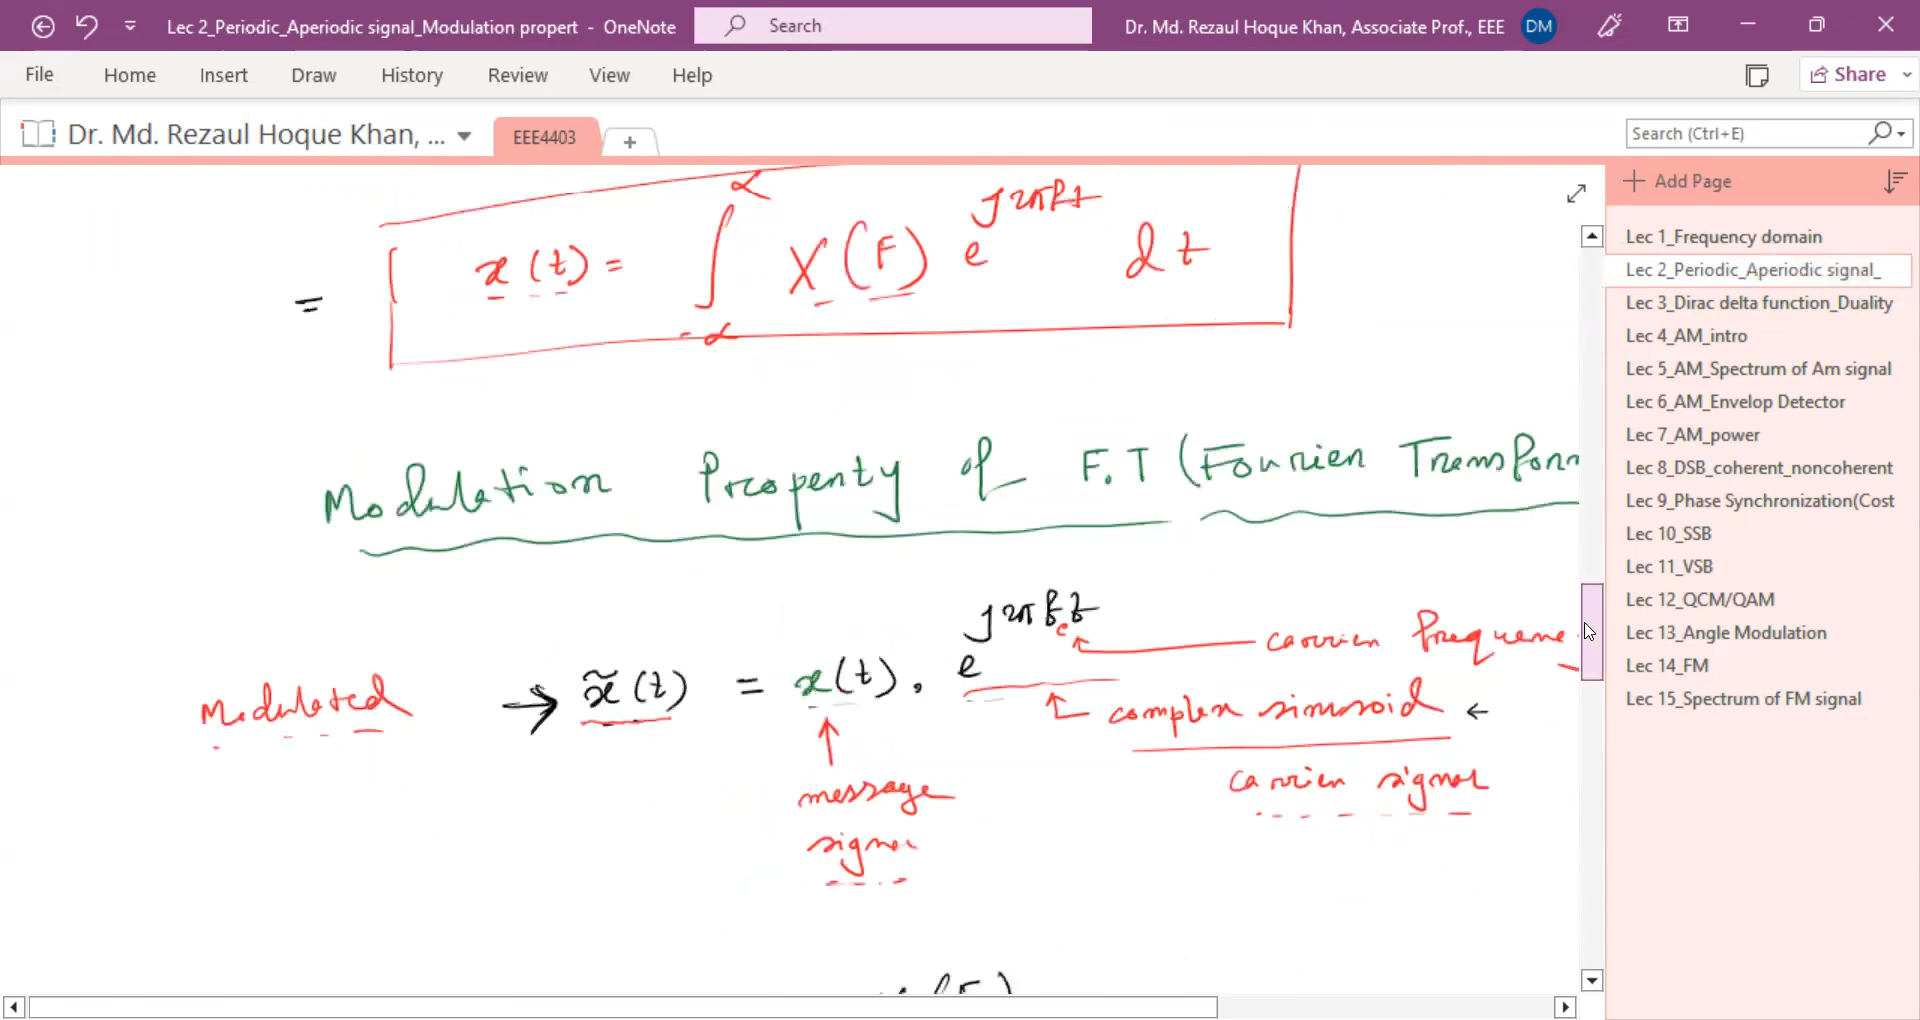 Lec 2_Periodic_Aperiodic signal_Modulation propert - OneNote
Search
Dr. Md. Rezaul Hoque Khan, Associate Prof., EEE
DM
File Home Insert Draw History Review View Help
Share
Dr. Md. Rezaul Hoque Khan, ...
EEE4403
Search (Ctrl+E)
Add Page
Lec 1_Frequency domain
Lec 2_Periodic_Aperiodic signal_
Lec 3_Dirac delta function_Duality
Lec 4_AM_intro
Lec 5_AM_Spectrum of Am signal
Lec 6_AM_Envelop Detector
Lec 7_AM_power
Lec 8_DSB_coherent_noncoherent
Lec 9_Phase Synchronization(Cost
Lec 10_SSB
Lec 11_VSB
Lec 12_QCM/QAM
Lec 13_Angle Modulation
Lec 14_FM
Lec 15_Spectrum of FM signal
= x(t) = ∫_{-∝}^{∝} X(F) e^{j2πft} dt
Modulation Property of F.T (Fourier Transform
Modulated → x̃(t) = x(t). e^{j2πf_ct}
carrier frequenc
complex sinusoid ←
carrier signal
message
signal